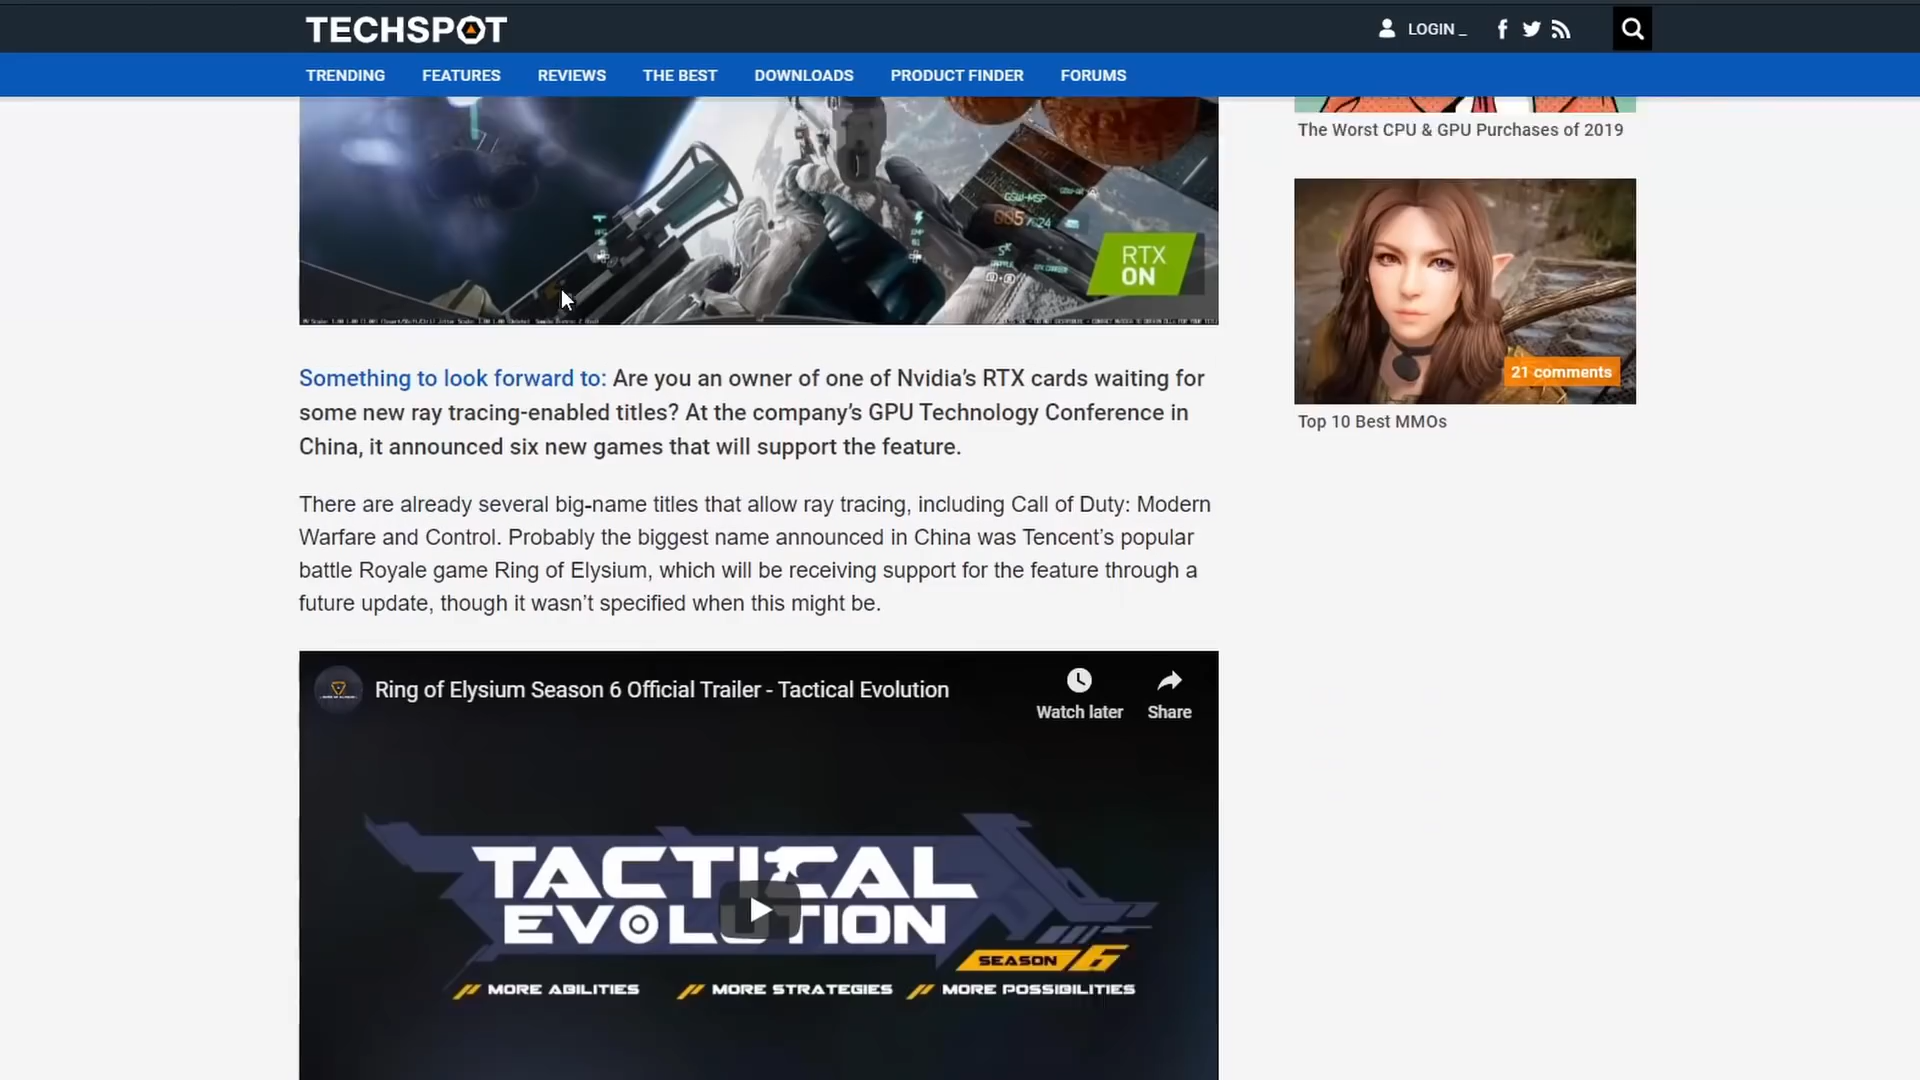 TECHSPOT
LOGIN _
TRENDING
FEATURES
REVIEWS
THE BEST
DOWNLOADS
PRODUCT FINDER
FORUMS
005/024
RTX
ON
The Worst CPU & GPU Purchases of 2019
21 comments
Top 10 Best MMOs
Something to look forward to: Are you an owner of one of Nvidia’s RTX cards waiting for
some new ray tracing-enabled titles? At the company’s GPU Technology Conference in
China, it announced six new games that will support the feature.
There are already several big-name titles that allow ray tracing, including Call of Duty: Modern
Warfare and Control. Probably the biggest name announced in China was Tencent’s popular
battle Royale game Ring of Elysium, which will be receiving support for the feature through a
future update, though it wasn’t specified when this might be.
Ring of Elysium Season 6 Official Trailer - Tactical Evolution
Watch later
Share
TACTICAL
EVOLUTION
SEASON 6
MORE ABILITIES
MORE STRATEGIES
MORE POSSIBILITIES